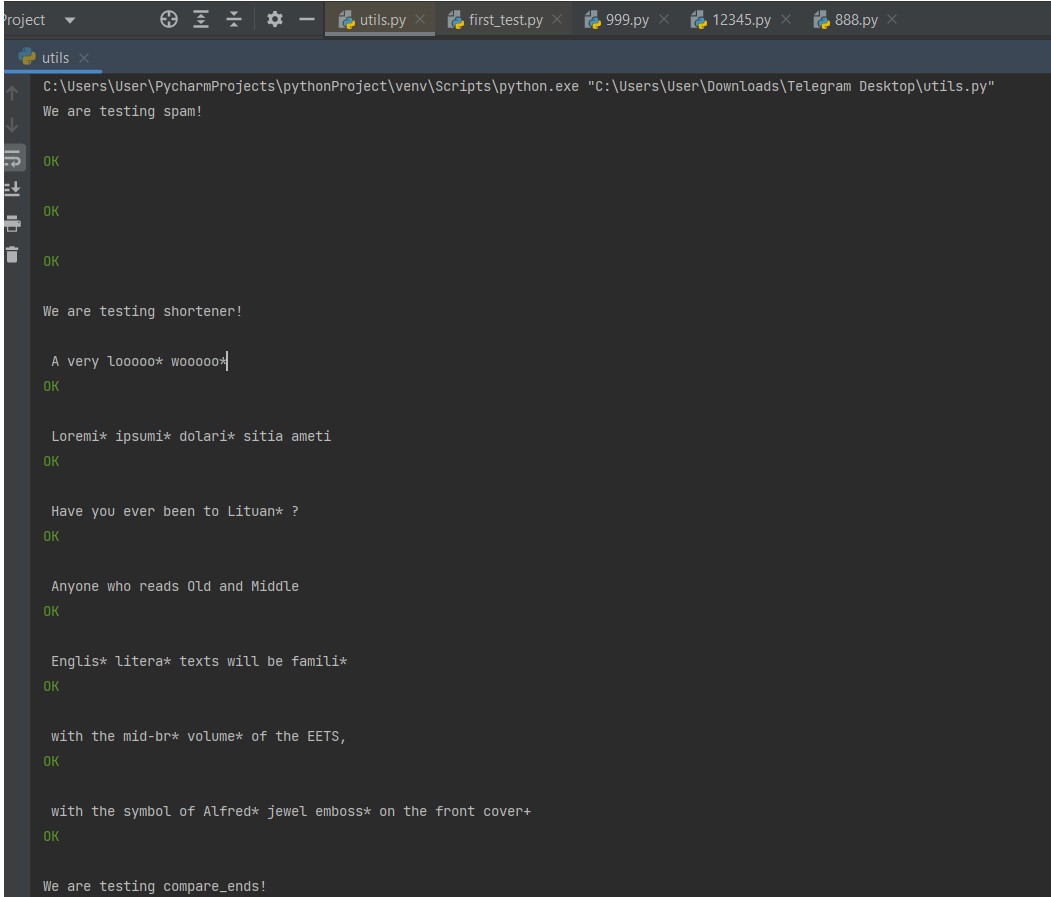 Project
utils.py first_test.py 999.py 12345.py 888.py
utils
C:\Users\User\PycharmProjects\pythonProject\venv\Scripts\python.exe "C:\Users\User\Downloads\Telegram Desktop\utils.py"
We are testing spam!
OK
OK
OK
We are testing shortener!
A very looooo* wooooo*
OK
Loremi* ipsumi* dolari* sitia ameti
OK
Have you ever been to Lituan* ?
OK
Anyone who reads Old and Middle
OK
Englis* litera* texts will be famili*
OK
with the mid-br* volume* of the EETS,
OK
with the symbol of Alfred* jewel emboss* on the front cover+
OK
We are testing compare_ends!